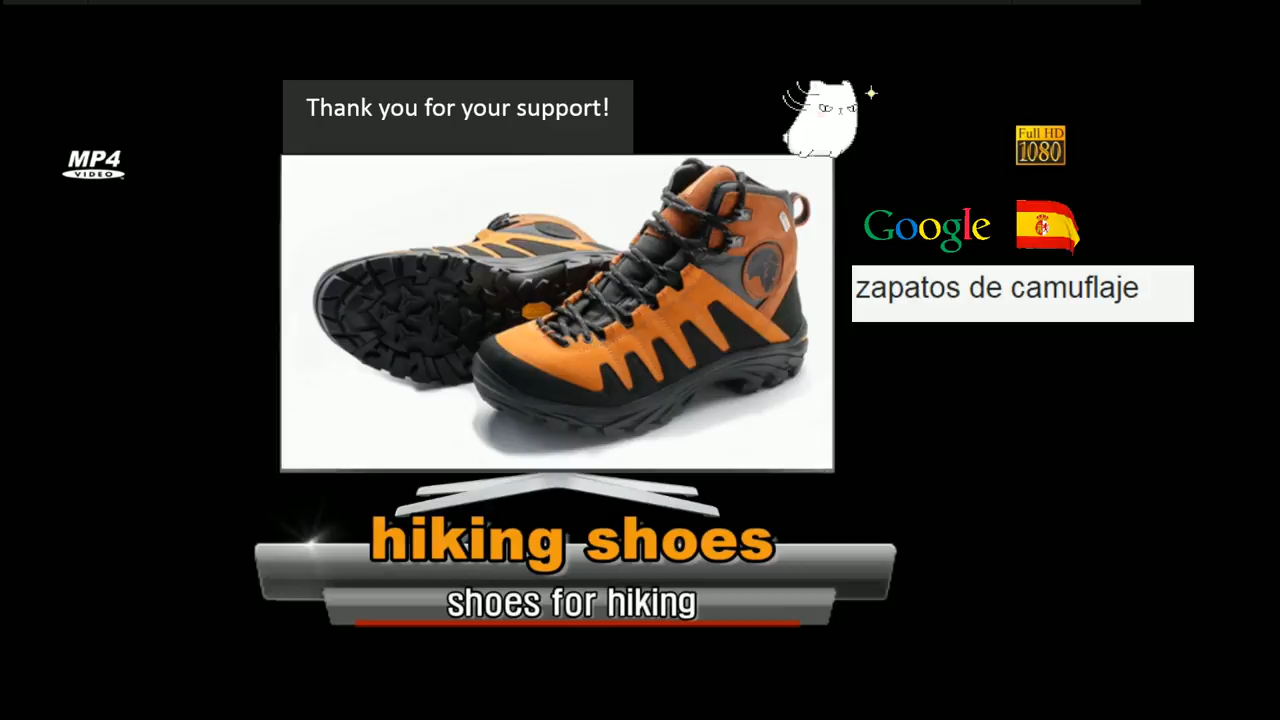 Thank you for your support!
MP4
VIDEO
Full HD
1080
Google
zapatos de camuflaje
hiking shoes
shoes for hiking